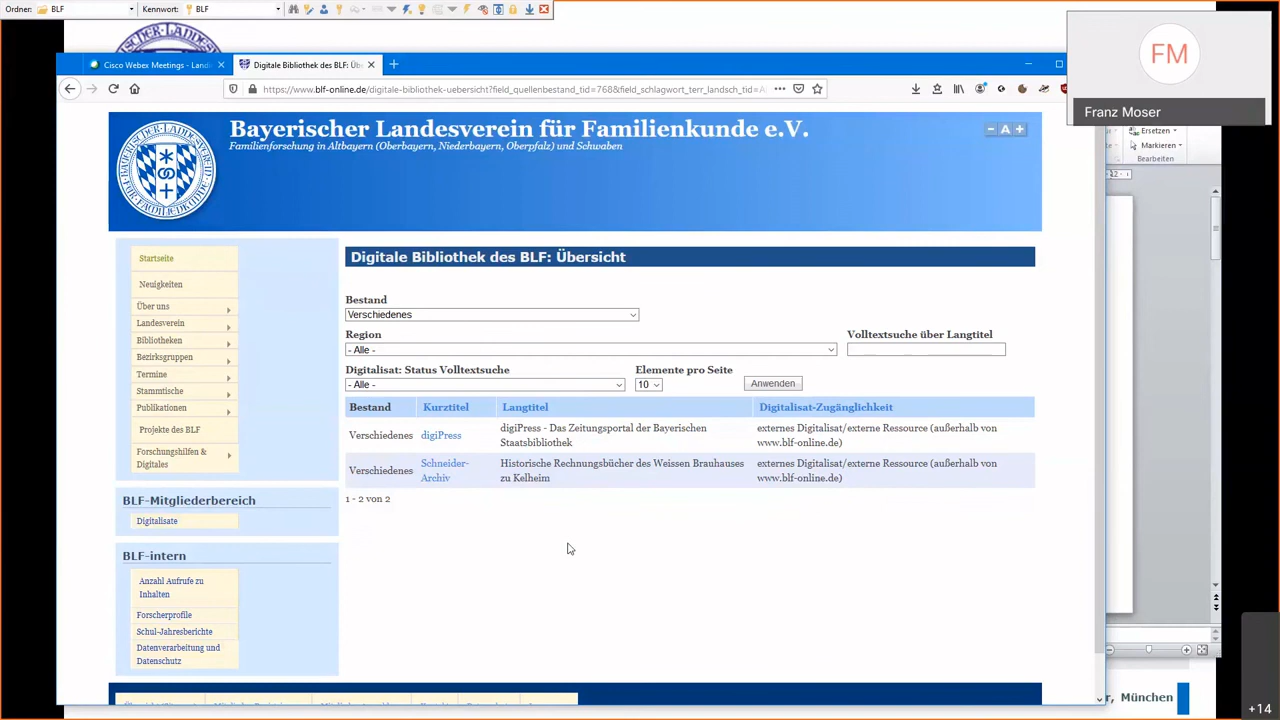 Ordner:
BLF
Kennwort:
BLF
Cisco Webex Meetings - Landi
Digitale Bibliothek des BLF: Üb
https://www.blf-online.de/digitale-bibliothek-uebersicht?field_quellenbestand_tid=768&field_schlagwort_terr_landsch_tid=Al
FM
Franz Moser
Ersetzen
Markieren
Bearbeiten
Bayerischer Landesverein für Familienkunde e.V.
Familienforschung in Altbayern (Oberbayern, Niederbayern, Oberpfalz) und Schwaben
- A +
Startseite
Neuigkeiten
Über uns
Landesverein
Bibliotheken
Bezirksgruppen
Termine
Stammtische
Publikationen
Projekte des BLF
Forschungshilfen &
Digitales
BLF-Mitgliederbereich
Digitalisate
BLF-intern
Anzahl Aufrufe zu
Inhalten
Forscherprofile
Schul-Jahresberichte
Datenverarbeitung und
Datenschutz
Digitale Bibliothek des BLF: Übersicht
Bestand
Verschiedenes
Region
Volltextsuche über Langtitel
- Alle -
Digitalisat: Status Volltextsuche
Elemente pro Seite
- Alle -
10
Anwenden
Bestand Kurztitel Langtitel Digitalisat-Zugänglichkeit
Verschiedenes digiPress digiPress - Das Zeitungsportal der Bayerischen
Staatsbibliothek
externes Digitalisat/externe Ressource (außerhalb von
www.blf-online.de)
Verschiedenes Schneider-
Archiv
Historische Rechnungsbücher des Weissen Brauhauses
zu Kelheim
externes Digitalisat/externe Ressource (außerhalb von
www.blf-online.de)
1 - 2 von 2
r, München
+14